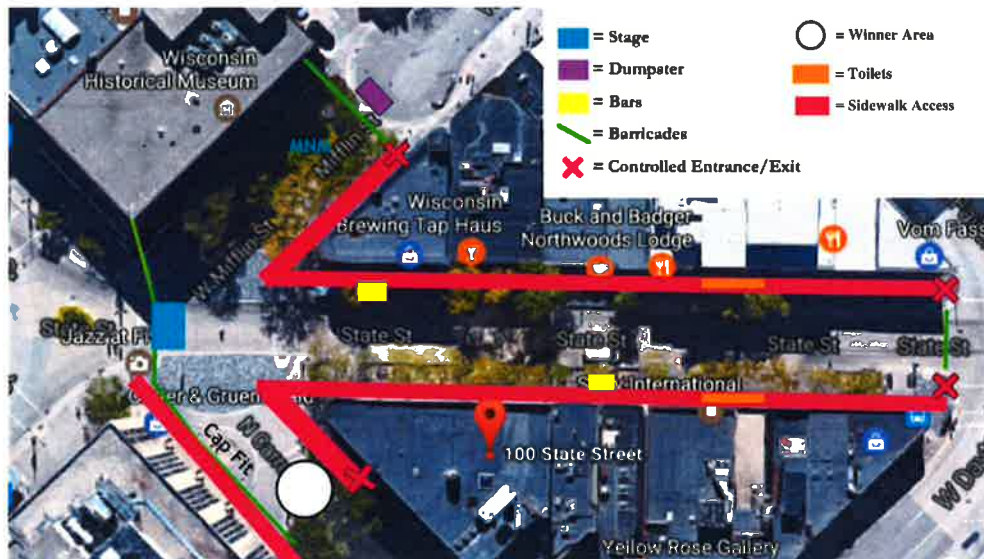 = Stage
= Dumpster
= Bars
= Barricades
= Controlled Entrance/Exit
= Winner Area
= Toilets
= Sidewalk Access
Wisconsin
Historical Museum
MNM
Mifflin
W Mifflin St
Wisconsin
Brewing Tap Haus
Buck and Badger
Northwoods Lodge
Vom Fass
Jazz at
State St
State St
State St
State St
International
Cap Fit.
100 State Street
Yellow Rose Gallery